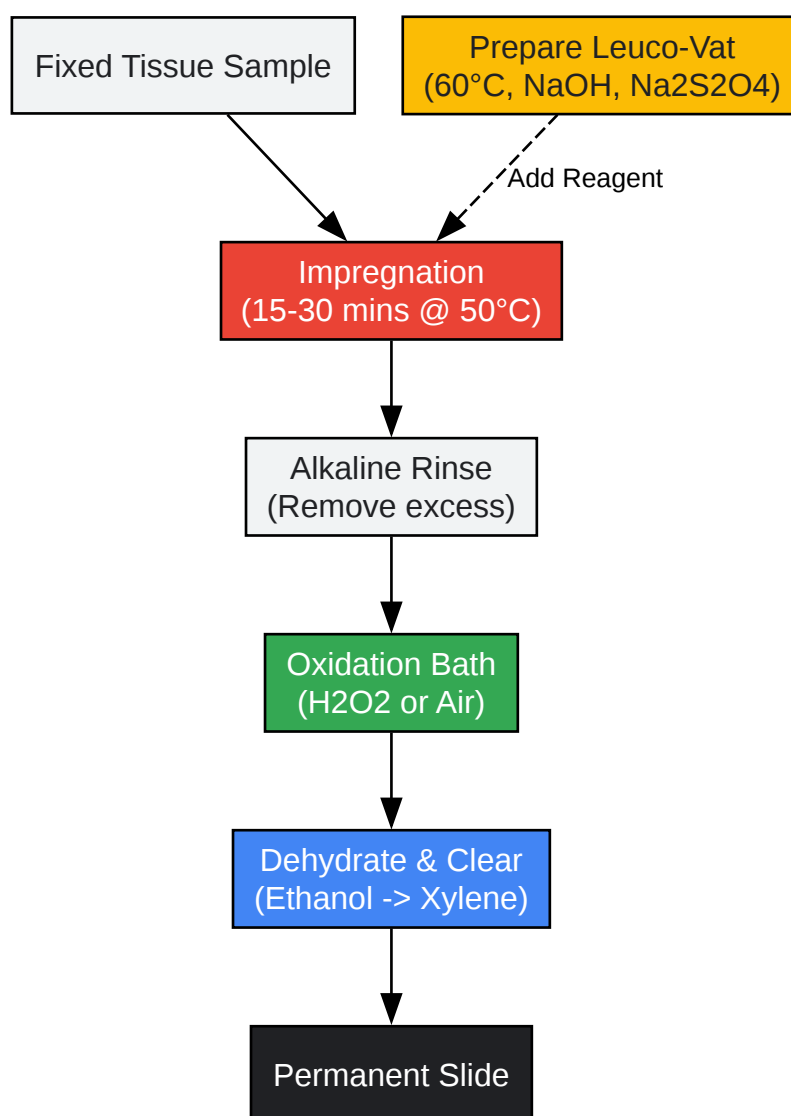 Fixed Tissue Sample
Prepare Leuco-Vat
(60°C, NaOH, Na2S2O4)
Add Reagent
Impregnation
(15-30 mins @ 50°C)
Alkaline Rinse
(Remove excess)
Oxidation Bath
(H2O2 or Air)
Dehydrate & Clear
(Ethanol -> Xylene)
Permanent Slide